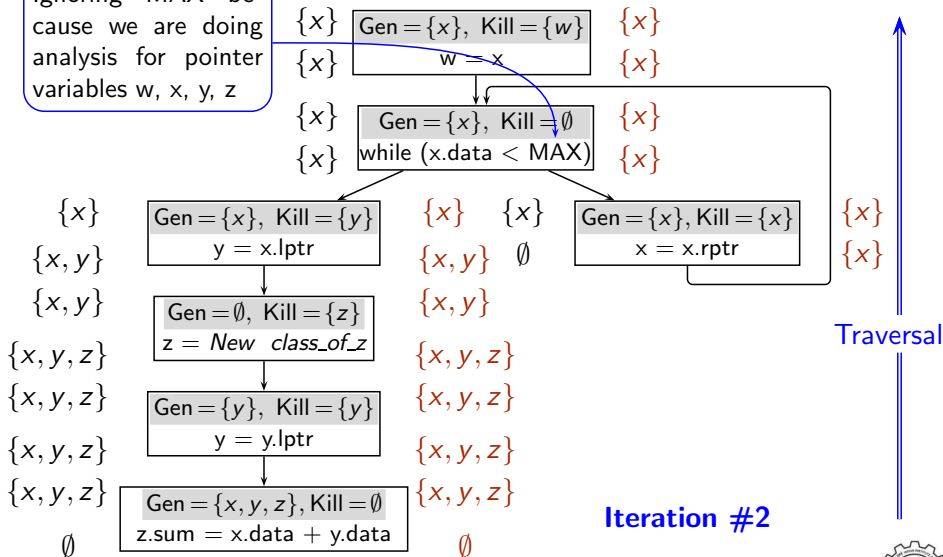 ignoring MAX be-
cause we are doing
analysis for pointer
variables w, x, y, z
{x} Gen = {x}, Kill = {w} {x}
{x} w = x {x}
{x} Gen = {x}, Kill = ∅ {x}
{x} while (x.data < MAX) {x}
{x} Gen = {x}, Kill = {y} {x} {x} Gen = {x}, Kill = {x} {x}
{x, y} y = x.lptr {x, y} ∅ x = x.rptr {x}
{x, y} Gen = ∅, Kill = {z} {x, y}
{x, y, z} z = New class_of_z {x, y, z}
Traversal
{x, y, z} Gen = {y}, Kill = {y} {x, y, z}
{x, y, z} y = y.lptr {x, y, z}
{x, y, z} Gen = {x, y, z}, Kill = ∅ {x, y, z}
∅ z.sum = x.data + y.data ∅
Iteration #2